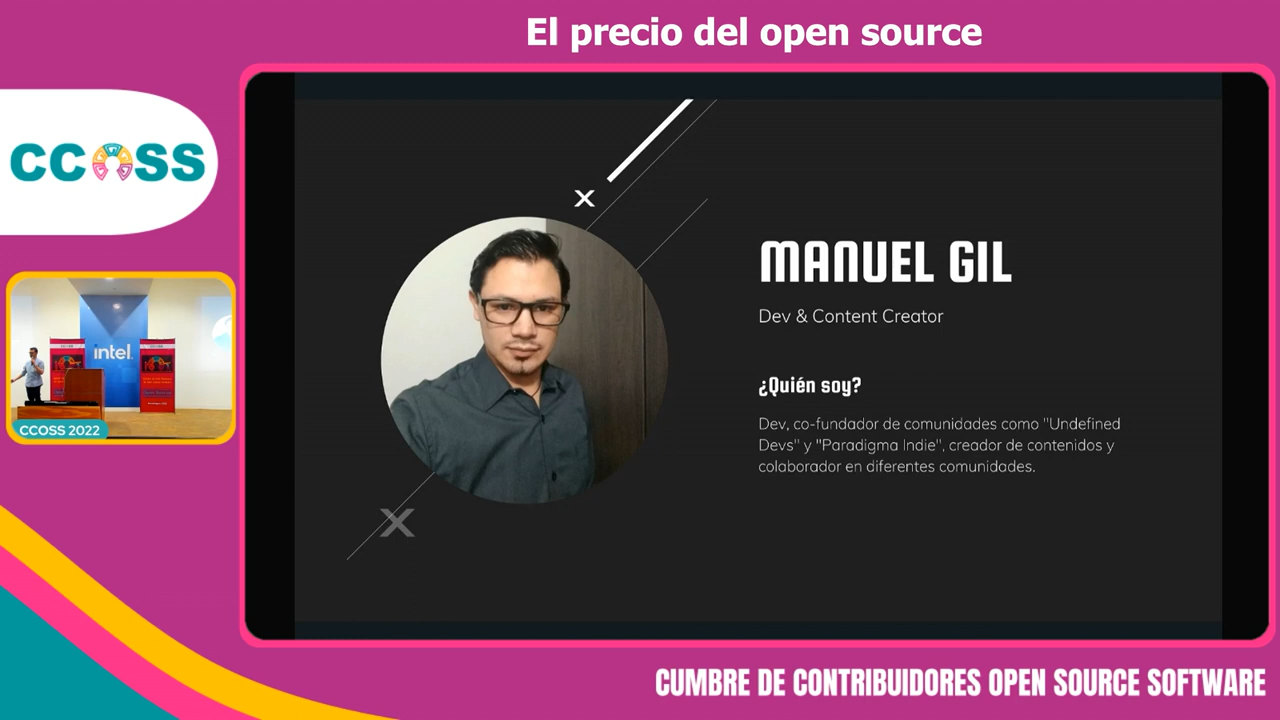 El precio del open source
CCOSS
intel.
CCOSS 2022
MANUEL GIL
Dev & Content Creator
¿Quién soy?
Dev, co-fundador de comunidades como "Undefined
Devs" y "Paradigma Indie", creador de contenidos y
colaborador en diferentes comunidades.
CUMBRE DE CONTRIBUIDORES OPEN SOURCE SOFTWARE